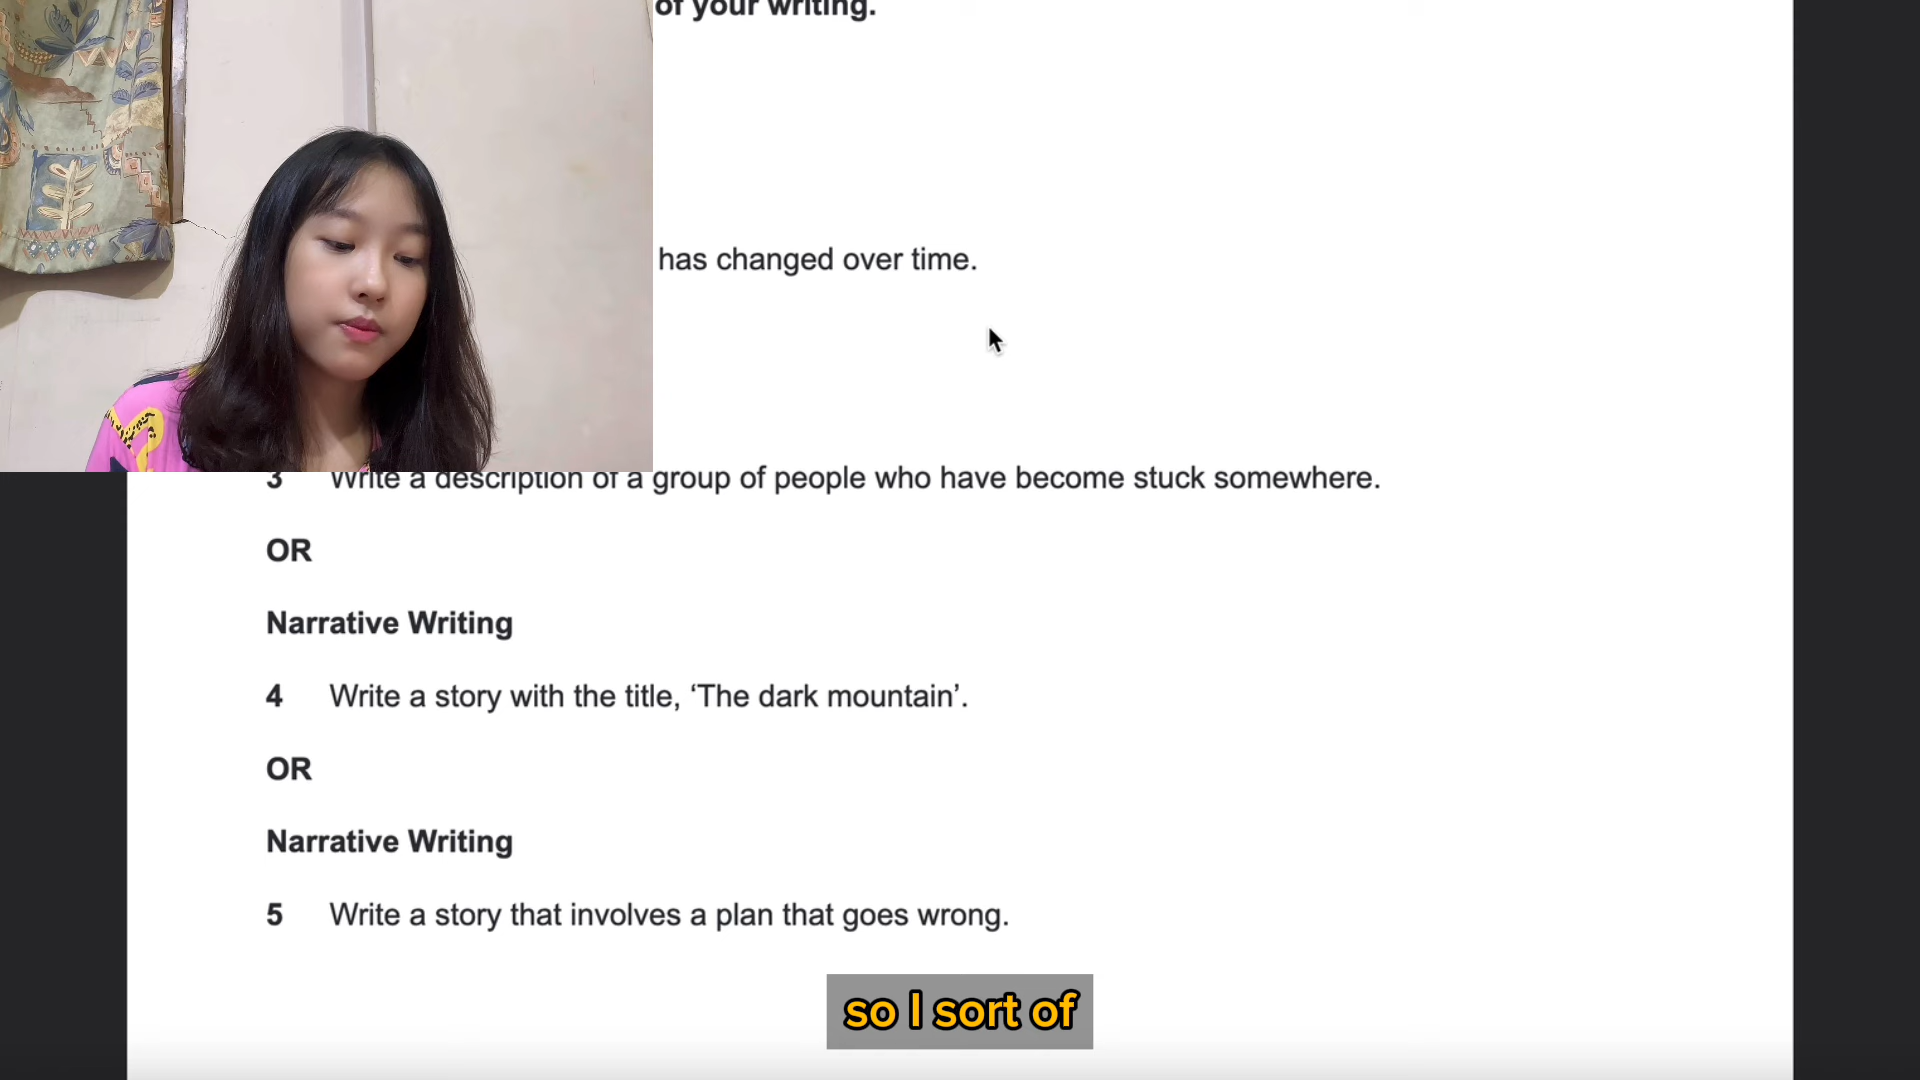 of your writing.
has changed over time.
3 Write a description of a group of people who have become stuck somewhere.
OR
Narrative Writing
4 Write a story with the title, ‘The dark mountain’.
OR
Narrative Writing
5 Write a story that involves a plan that goes wrong.
so I sort of